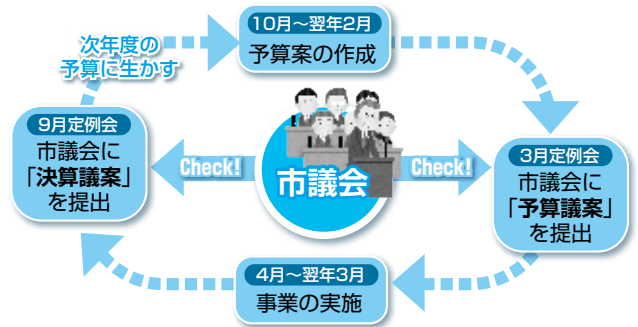 10月～翌年2月
予算案の作成
次年度の
予算に生かす
9月定例会
市議会に
「決算議案」
を提出
Check!
市議会
Check!
3月定例会
市議会に
「予算議案」
を提出
4月～翌年3月
事業の実施